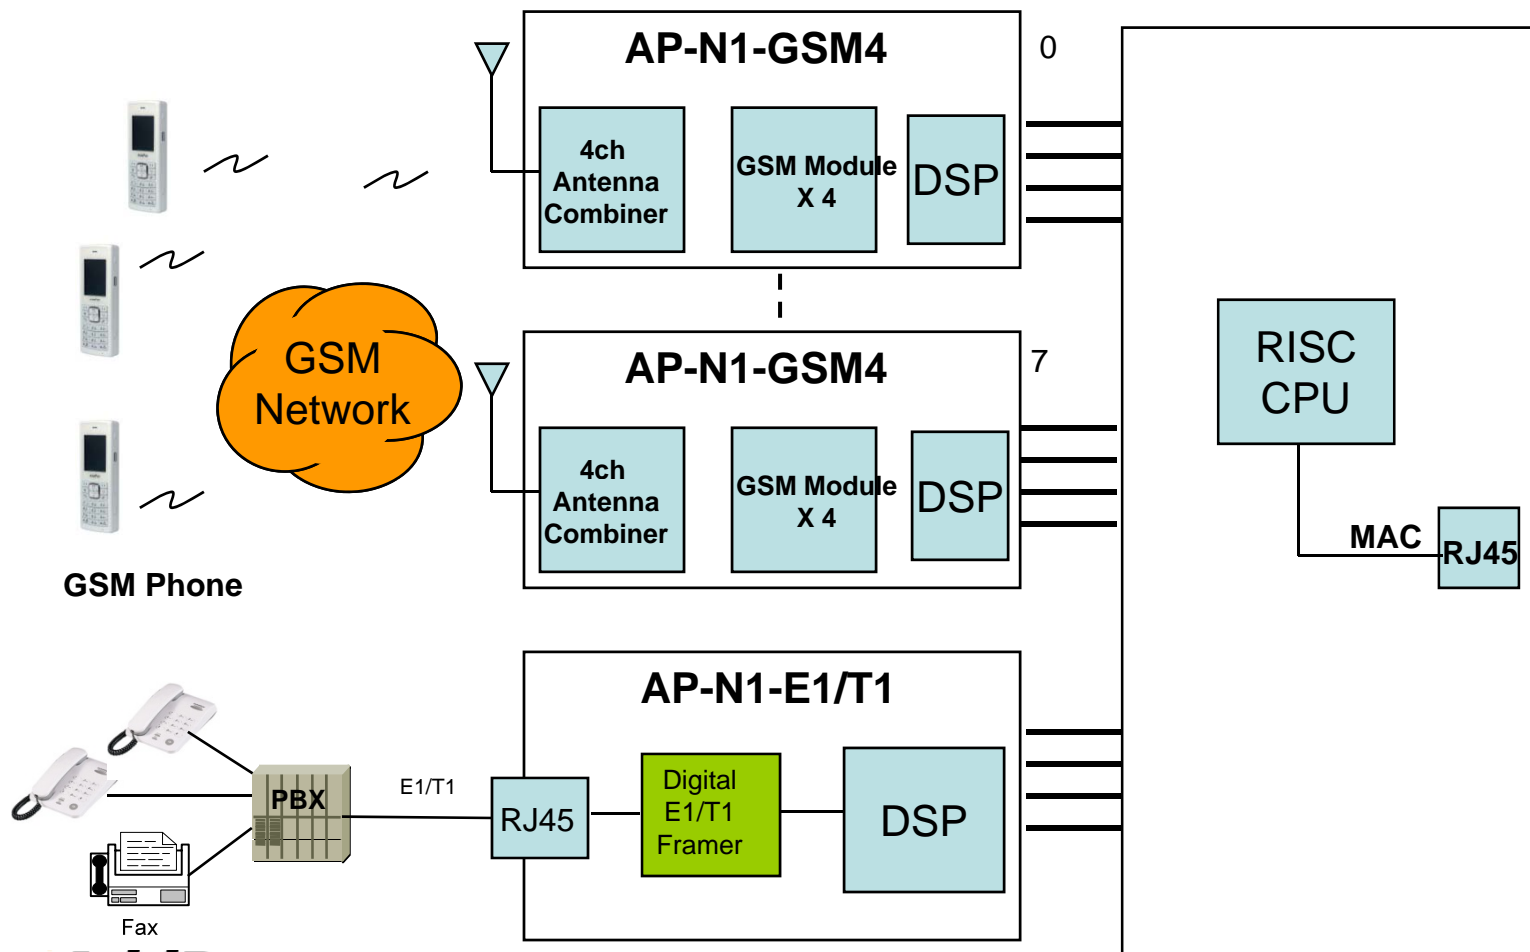 AP-N1-GSM4
0
4ch
Antenna
Combiner
GSM Module
X 4
DSP
GSM
Network
AP-N1-GSM4
7
4ch
Antenna
Combiner
GSM Module
X 4
DSP
RISC
CPU
MAC
RJ45
GSM Phone
AP-N1-E1/T1
PBX
E1/T1
RJ45
Digital
E1/T1
Framer
DSP
Fax